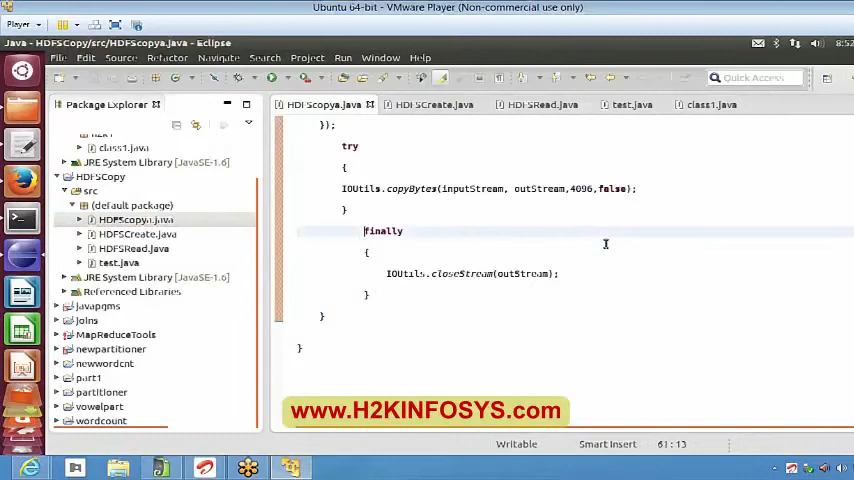 Ubuntu 64-bit - VMware Player (Non-commercial use only)
Player
Java - HDFSCopy/src/HDFScopya.java - Eclipse
8:52
File Edit Source Refactor Navigate Search Project Run Window Help
Quick Access
Package Explorer
HDFScopya.java
HDFSCreate.java
HDFSRead.java
test.java
class1.java
class1.java
JRE System Library [JavaSE-1.6]
HDFSCopy
src
(default package)
HDFScopya.java
HDFSCreate.java
HDFSRead.java
test.java
JRE System Library [JavaSE-1.6]
Referenced Libraries
javapgms
joins
MapReduceTools
newpartitioner
newwordcnt
part1
partitioner
vowelpart
wordcount
});
try
{
IOUtils.copyBytes(inputStream, outStream,4096,false);
}
finally
{
IOUtils.closeStream(outStream);
}
}
}
www.H2KINFOSYS.com
Writable
Smart Insert
61 : 13